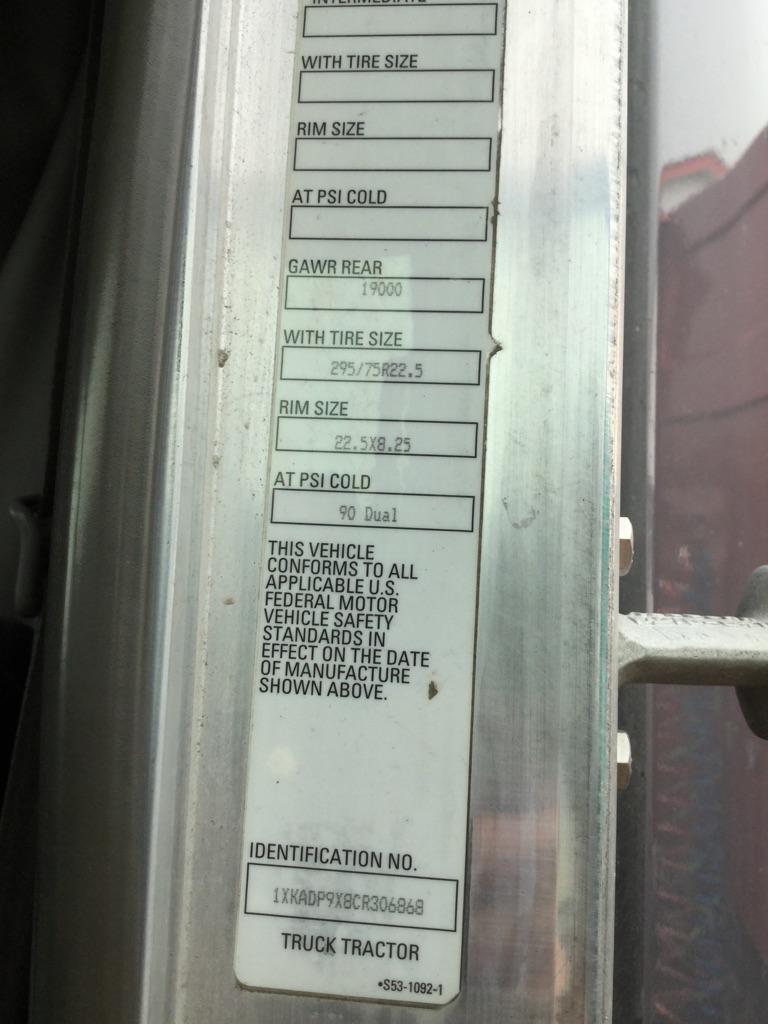 INTERMEDIATE
WITH TIRE SIZE
RIM SIZE
AT PSI COLD
GAWR REAR
19000
WITH TIRE SIZE
295/75R22.5
RIM SIZE
22.5X8.25
AT PSI COLD
90 Dual
THIS VEHICLE
CONFORMS TO ALL
APPLICABLE U.S.
FEDERAL MOTOR
VEHICLE SAFETY
STANDARDS IN
EFFECT ON THE DATE
OF MANUFACTURE
SHOWN ABOVE.
IDENTIFICATION NO.
1XKADP9X8CR306868
TRUCK TRACTOR
•S53-1092-1